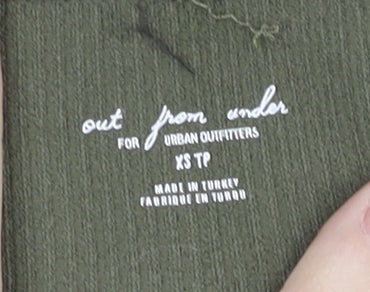 out from under
FOR URBAN OUTFITTERS
XS TP
MADE IN TURKEY
FABRIQUE EN TURQU